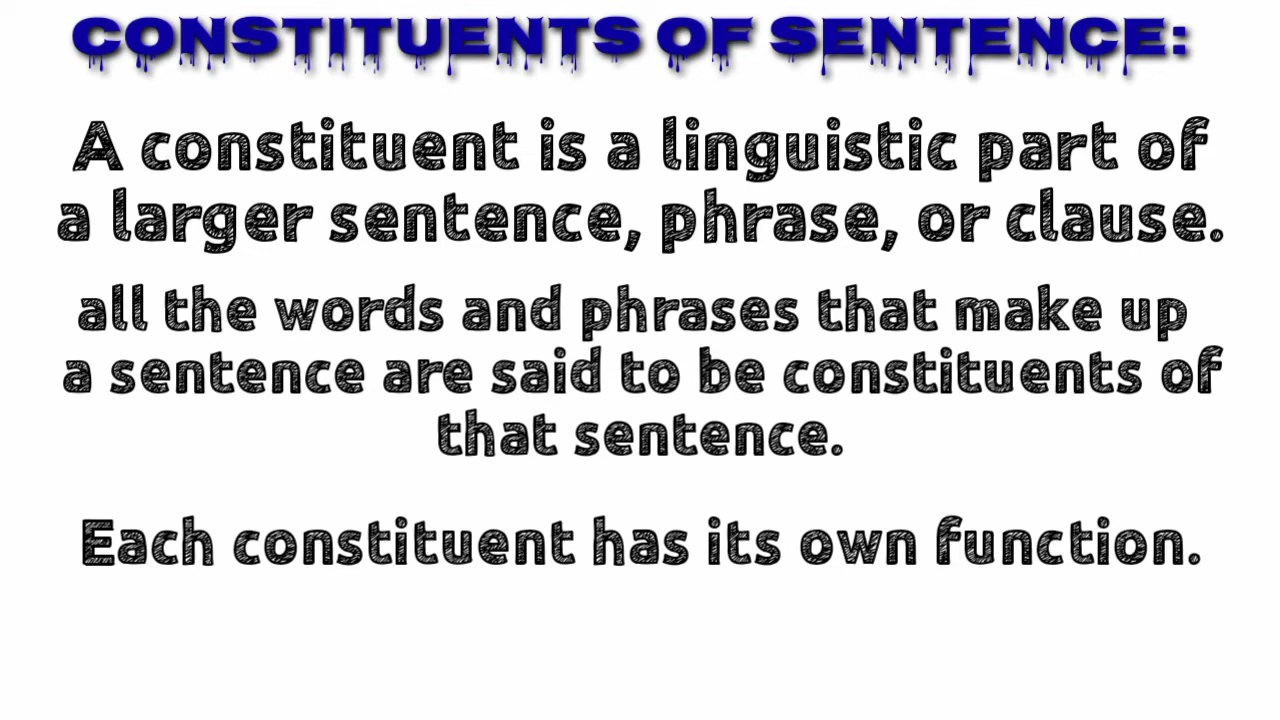 CONSTITUENTS OF SENTENCE:
A constituent is a linguistic part of
a larger sentence, phrase, or clause.
all the words and phrases that make up
a sentence are said to be constituents of
that sentence.
Each constituent has its own function.